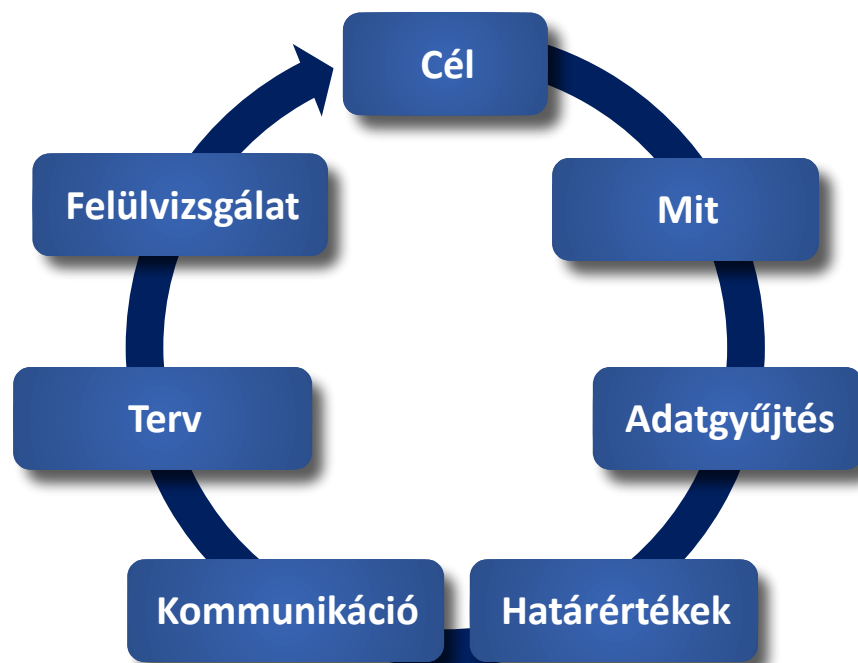 Cél
Mit
Adatgyűjtés
Határértékek
Kommunikáció
Terv
Felülvizsgálat